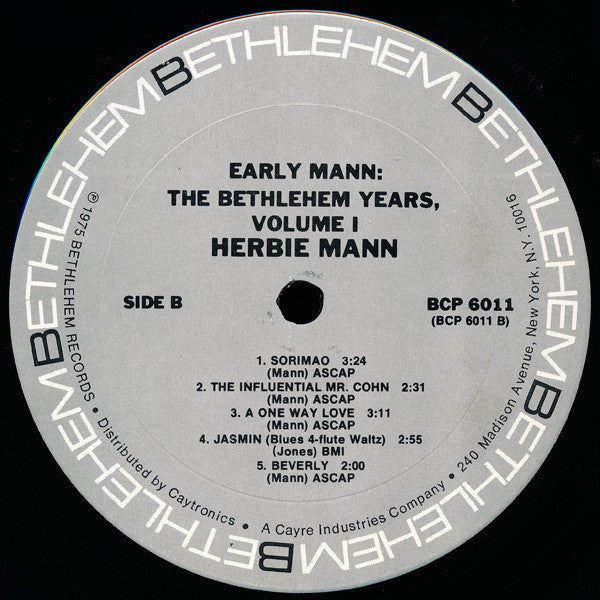 BETHLEHEM BETHLEHEM BETHLEHEM BETHLEHEM BETHLEHEM
EARLY MANN:
THE BETHLEHEM YEARS,
VOLUME I
HERBIE MANN
SIDE B
BCP 6011
(BCP 6011 B)
1. SORIMAO 3:24
(Mann) ASCAP
2. THE INFLUENTIAL MR. COHN 2:31
(Mann) ASCAP
3. A ONE WAY LOVE 3:11
(Mann) ASCAP
4. JASMIN (Blues 4-flute Waltz) 2:55
(Jones) BMI
5. BEVERLY 2:00
(Mann) ASCAP
℗ 1975 BETHLEHEM RECORDS • Distributed by Caytronics • A Cayre Industries Company • 240 Madison Avenue, New York, N.Y. 10016